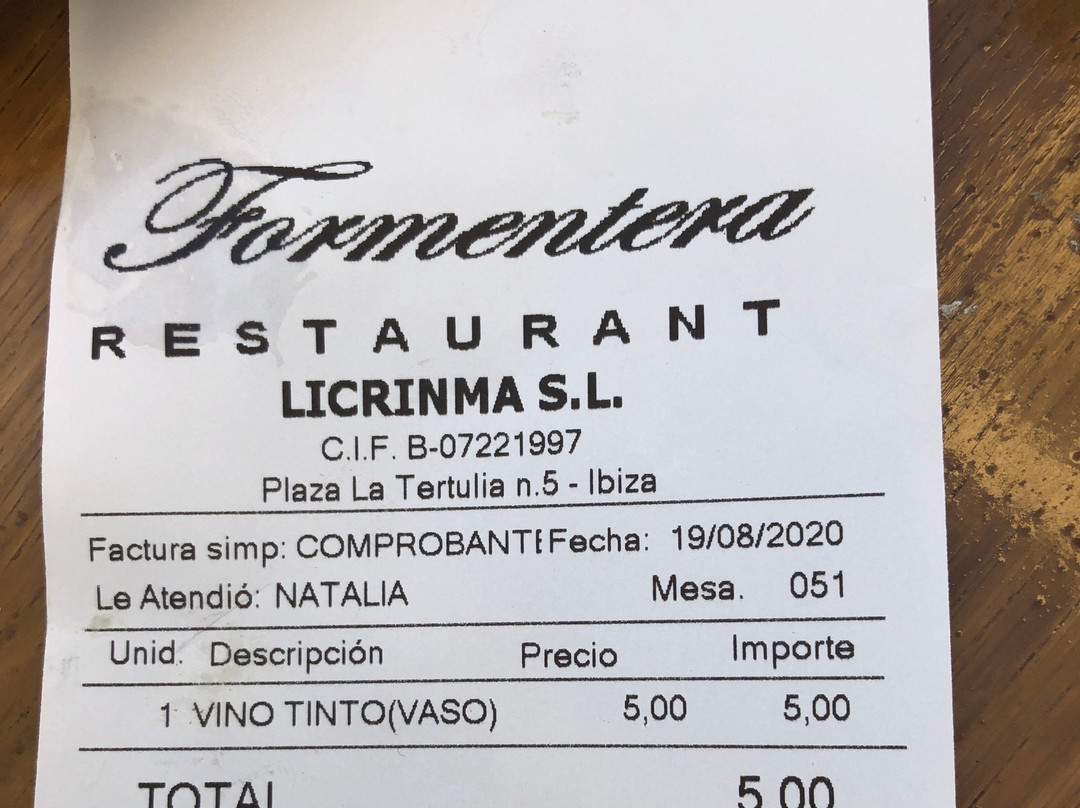 Formentera
RESTAURANT
LICRINMA S.L.
C.I.F. B-07221997
Plaza La Tertulia n.5 - Ibiza
Factura simp: COMPROBANTE Fecha: 19/08/2020
Le Atendió: NATALIA Mesa. 051
Unid. Descripción Precio Importe
1 VINO TINTO(VASO) 5,00 5,00
TOTAL 5,00